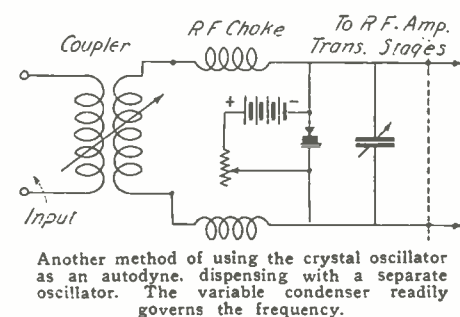 Coupler
R F Choke
To R.F. Amp.
Trans. Stages
+
-
Input
Another method of using the crystal oscillator
as an autodyne, dispensing with a separate
oscillator. The variable condenser readily
governs the frequency.